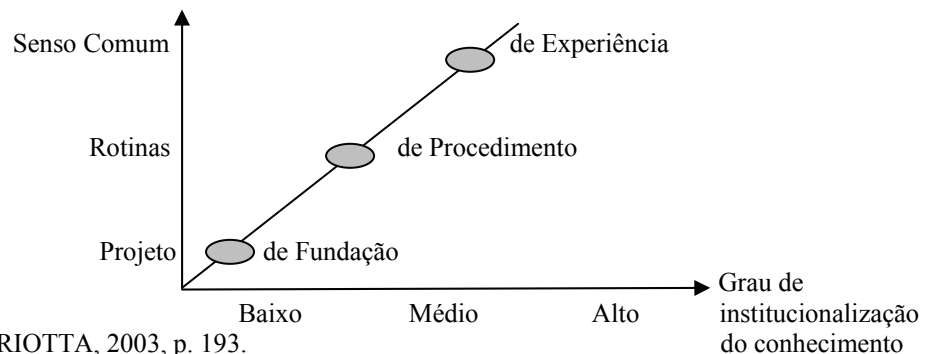 Senso Comum
de Experiência
Rotinas
de Procedimento
Projeto
de Fundação
Baixo
Médio
Alto
Grau de
institucionalização
do conhecimento
RIOTTA, 2003, p. 193.